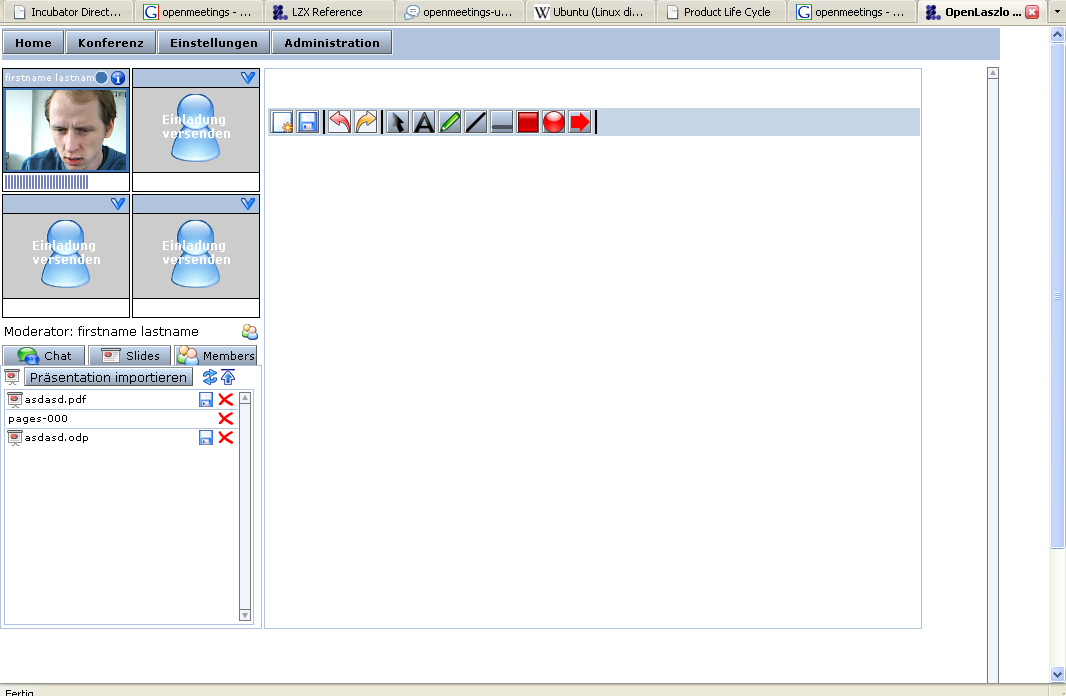 Incubator Direct...
openmeetings - ...
LZX Reference
openmeetings-u...
Ubuntu (Linux di...
Product Life Cycle
openmeetings - ...
OpenLaszlo ...
Home
Konferenz
Einstellungen
Administration
firstname lastnam
Einladung
versenden
Einladung
versenden
Einladung
versenden
Moderator: firstname lastname
Chat
Slides
Members
Präsentation importieren
asdasd.pdf
pages-000
asdasd.odp
Fertig